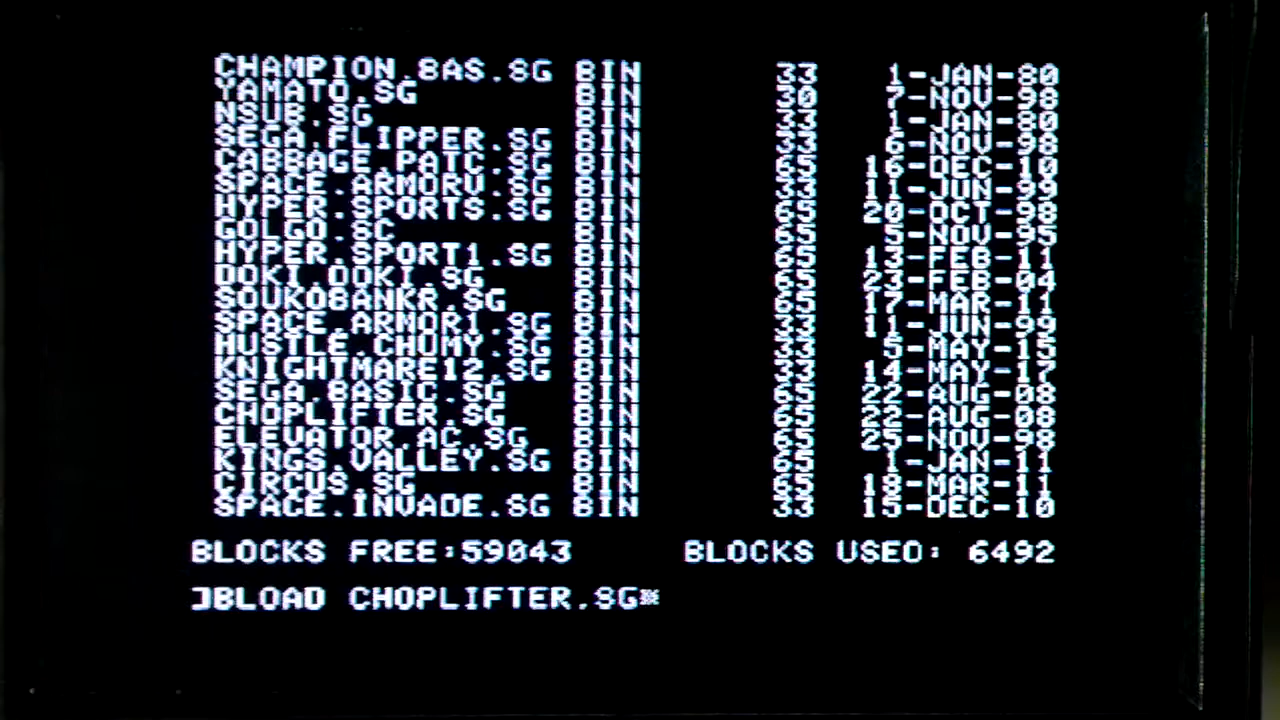 CHAMPION.BAS.SG BIN 33 1-JAN-80
YAMATO.SG BIN 30 7-NOV-98
NSUB.SG BIN 33 1-JAN-80
SEGA.FLIPPER.SG BIN 33 6-NOV-98
CABBAGE.PATC.SG BIN 65 16-DEC-10
SPACE.ARMORV.SG BIN 33 11-JUN-99
HYPER.SPORTS.SG BIN 65 20-OCT-98
GOLGO.SC BIN 65 5-NOV-95
HYPER.SPORT1.SG BIN 65 13-FEB-11
DOKI.DOKI.SG BIN 65 23-FEB-04
SOUKOBANKR.SG BIN 65 17-MAR-11
SPACE.ARMOR1.SG BIN 33 11-JUN-99
HUSTLE.CHUMY.SG BIN 33 5-MAY-15
KNIGHTMARE12.SG BIN 33 14-MAY-17
SEGA.BASIC.SG BIN 65 22-AUG-08
CHOPLIFTER.SG BIN 65 22-AUG-08
ELEVATOR.AC.SG BIN 65 25-NOV-98
KINGS.VALLEY.SG BIN 65 1-JAN-11
CIRCUS.SG BIN 65 18-MAR-11
SPACE.INVADE.SG BIN 33 15-DEC-10
BLOCKS FREE:59043 BLOCKS USED: 6492
]BLOAD CHOPLIFTER.SG